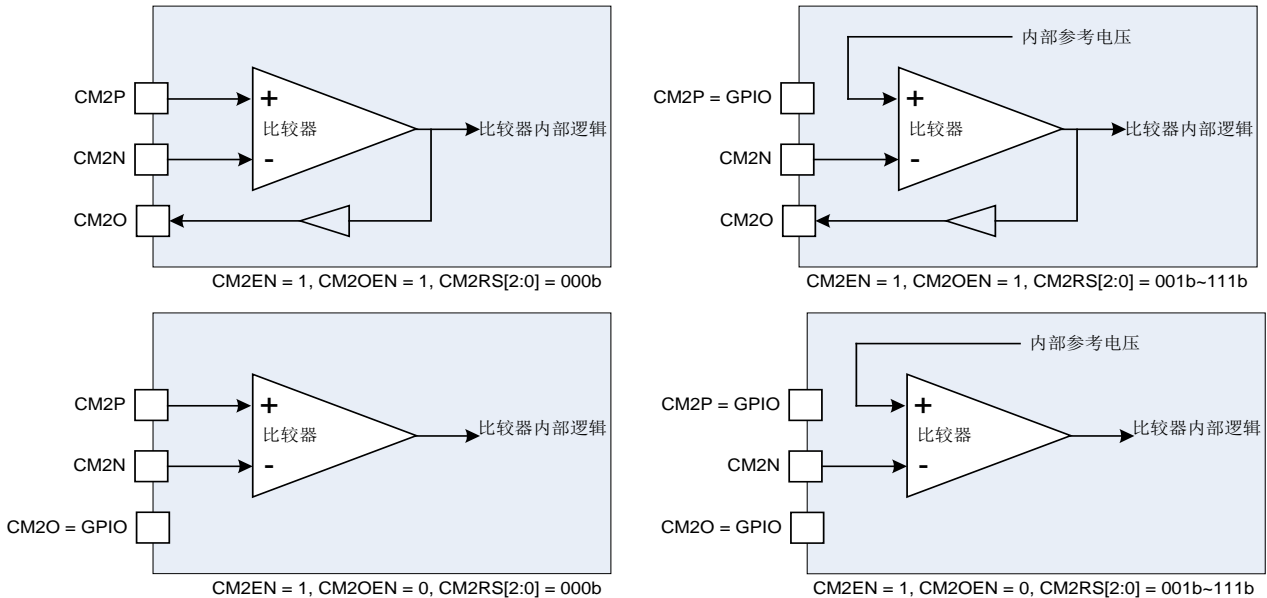 内部参考电压
CM2P
+
比较器
比较器内部逻辑
CM2N
-
CM2O
CM2EN = 1, CM2OEN = 1, CM2RS[2:0] = 000b
CM2P = GPIO
+
比较器
比较器内部逻辑
CM2N
-
CM2O
CM2EN = 1, CM2OEN = 1, CM2RS[2:0] = 001b~111b
CM2P
+
比较器
比较器内部逻辑
CM2N
-
CM2O = GPIO
CM2EN = 1, CM2OEN = 0, CM2RS[2:0] = 000b
内部参考电压
CM2P = GPIO
+
比较器
比较器内部逻辑
CM2N
-
CM2O = GPIO
CM2EN = 1, CM2OEN = 0, CM2RS[2:0] = 001b~111b